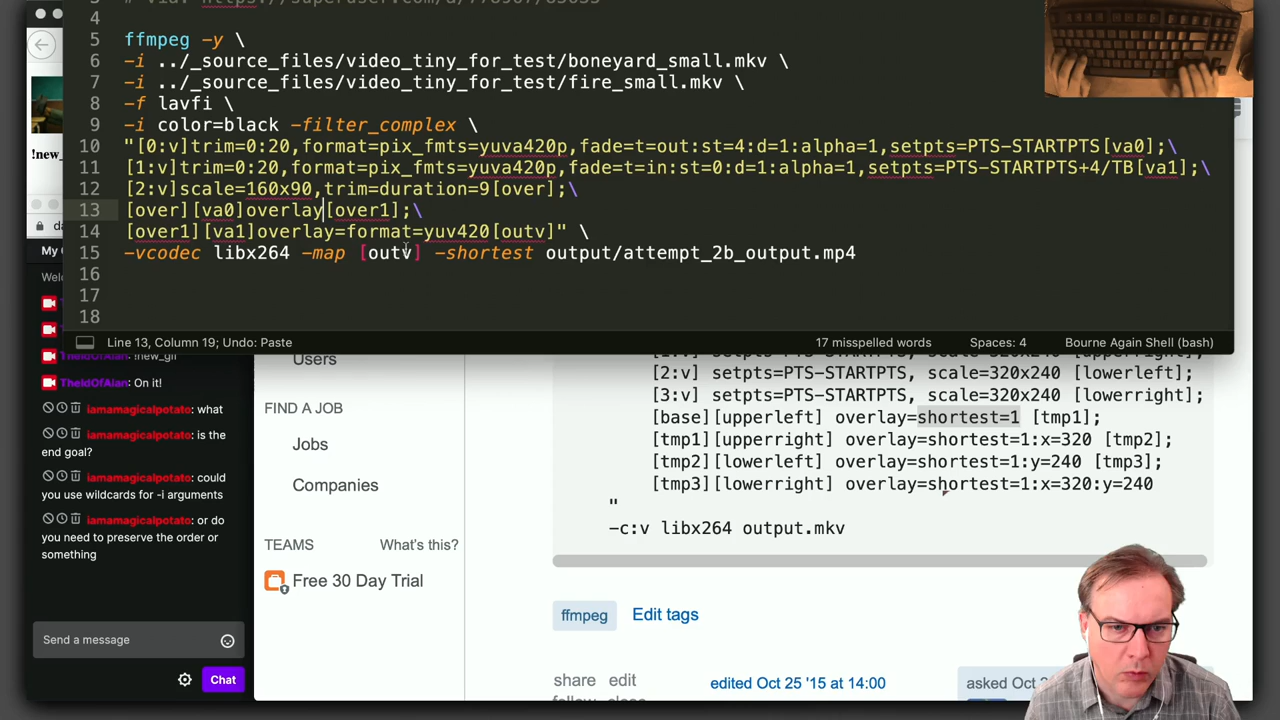 4
5 ffmpeg -y \
6 -i ../_source_files/video_tiny_for_test/boneyard_small.mkv \
7 -i ../_source_files/video_tiny_for_test/fire_small.mkv \
8 -f lavfi \
9 -i color=black -filter_complex \
10 "[0:v]trim=0:20,format=pix_fmts=yuva420p,fade=t=out:st=4:d=1:alpha=1,setpts=PTS-STARTPTS[va0];\
11 [1:v]trim=0:20,format=pix_fmts=yuva420p,fade=t=in:st=0:d=1:alpha=1,setpts=PTS-STARTPTS+4/TB[va1];\
12 [2:v]scale=160x90,trim=duration=9[over];\
13 [over][va0]overlay[over1];\
14 [over1][va1]overlay=format=yuv420[outv]" \
15 -vcodec libx264 -map [outv] -shortest output/attempt_2b_output.mp4
16
17
18
Line 13, Column 19; Undo: Paste
17 misspelled words
Spaces: 4
Bourne Again Shell (bash)
!new_
da
My
Welc
TheIdOfAlan: !new_gif
TheIdOfAlan: On it!
iamamagicalpotato: what
iamamagicalpotato: is the
end goal?
iamamagicalpotato: could
you use wildcards for -i arguments
iamamagicalpotato: or do
you need to preserve the order or
something
Send a message
Chat
Users
FIND A JOB
Jobs
Companies
TEAMS What's this?
Free 30 Day Trial
[2:v] setpts=PTS-STARTPTS, scale=320x240 [lowerleft];
[3:v] setpts=PTS-STARTPTS, scale=320x240 [lowerright];
[base][upperleft] overlay=shortest=1 [tmp1];
[tmp1][upperright] overlay=shortest=1:x=320 [tmp2];
[tmp2][lowerleft] overlay=shortest=1:y=240 [tmp3];
[tmp3][lowerright] overlay=shortest=1:x=320:y=240
"
-c:v libx264 output.mkv
ffmpeg Edit tags
share edit
edited Oct 25 '15 at 14:00
asked Oct